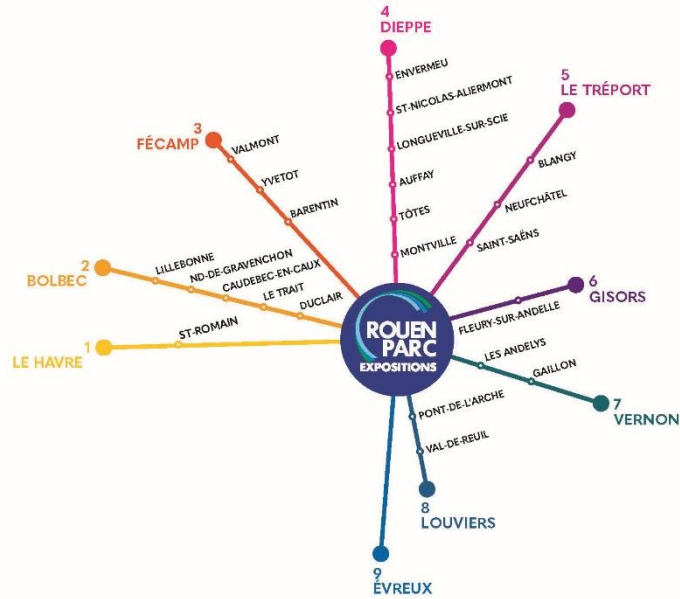 4
DIEPPE
ENVERMEU
ST-NICOLAS-ALIERMONT
LONGUEVILLE-SUR-SCIE
AUFFAY
TÔTES
MONTVILLE
5
LE TRÉPORT
BLANGY
NEUFCHÂTEL
SAINT-SAËNS
3
FÉCAMP
VALMONT
YVETOT
BARENTIN
2
BOLBEC
LILLEBONNE
ND-DE-GRAVENCHON
CAUDEBEC-EN-CAUX
LE TRAIT
DUCLAIR
1
LE HAVRE
ST-ROMAIN
ROUEN
PARC
EXPOSITIONS
6
GISORS
FLEURY-SUR-ANDELLE
LES ANDELYS
GAILLON
7
VERNON
PONT-DE-L'ARCHE
VAL-DE-REUIL
8
LOUVIERS
9
ÉVREUX